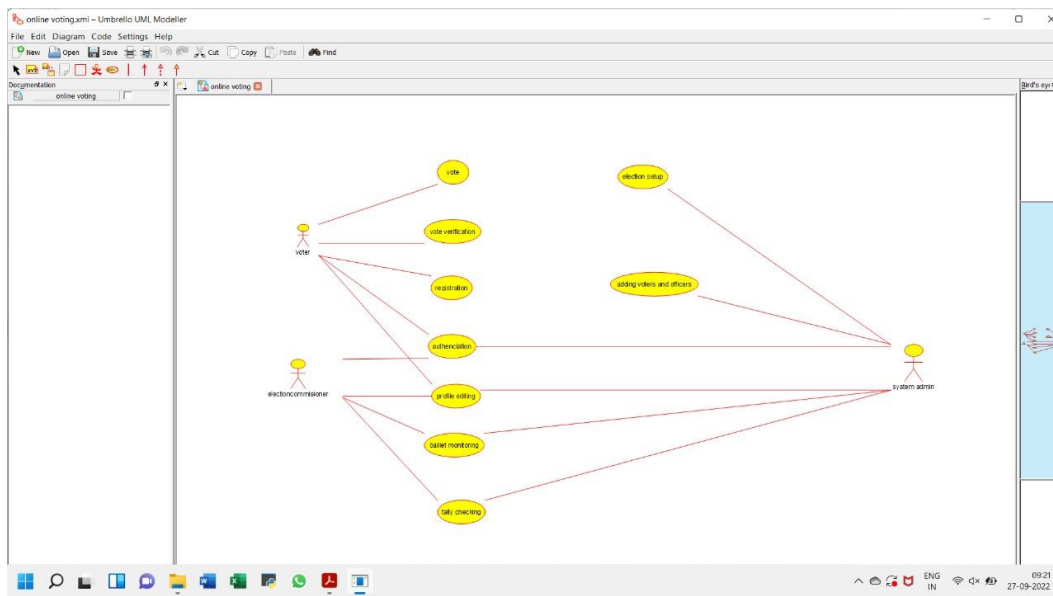 online voting.xmi – Umbrello UML Modeller
File Edit Diagram Code Settings Help
New Open Save Cut Copy Paste Find
Documentation
online voting
online voting
Bird's eye
vote
election setup
vote verification
voter
registration
adding voters and officers
authenciation
electioncommisioner
profile editing
system admin
ballet monitoring
tally checking
ENG
IN
09:21
27-09-2022